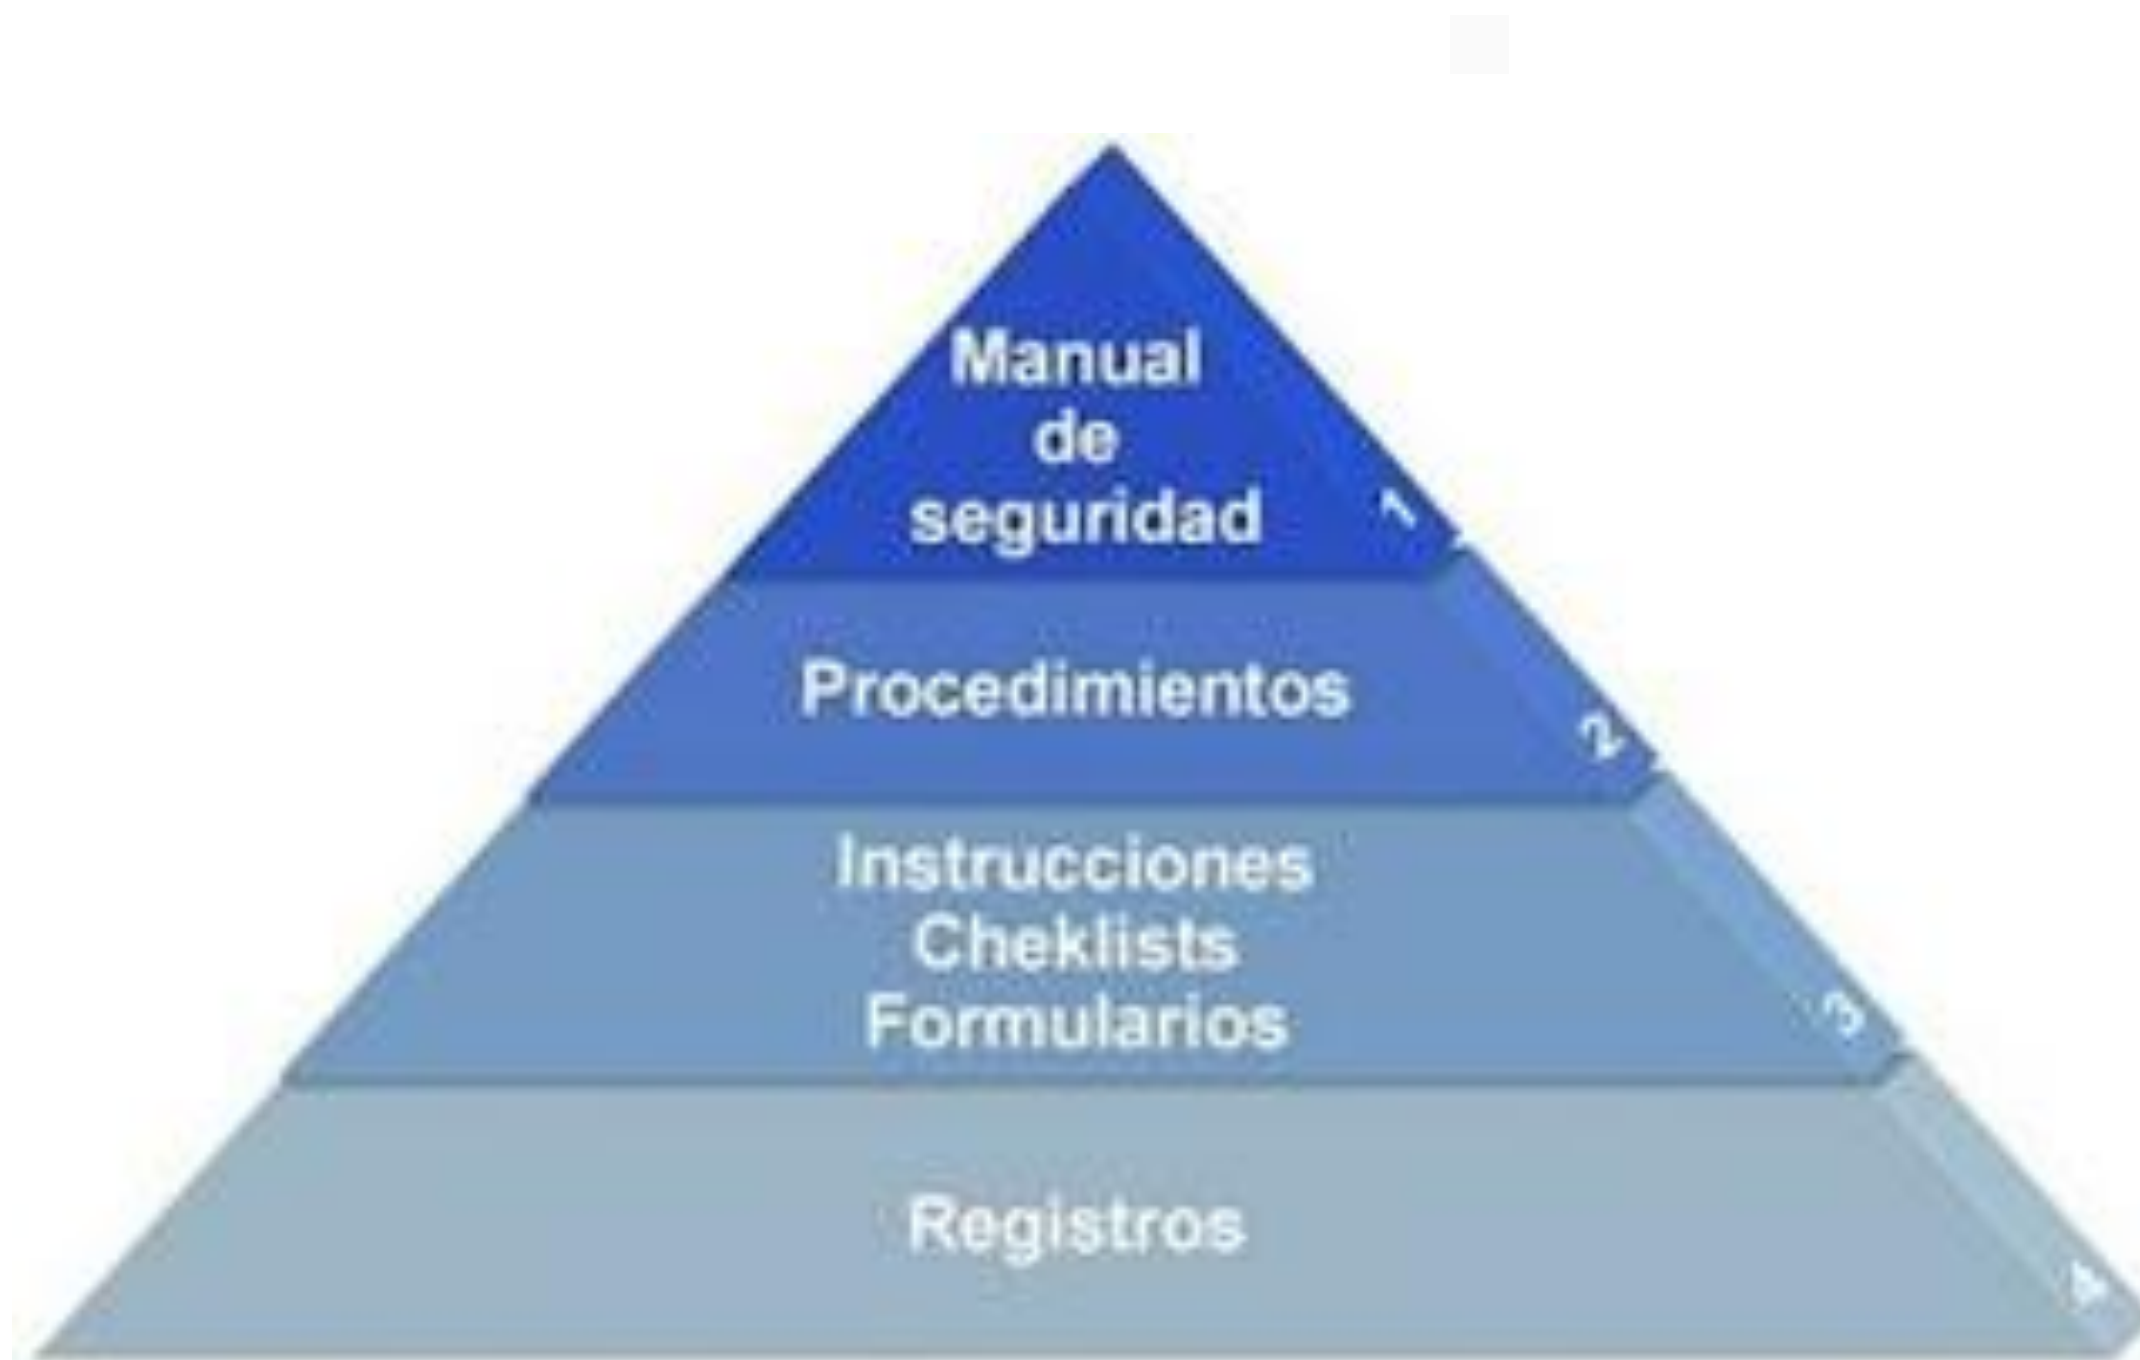 Manual
de
seguridad
1
Procedimientos
2
Instrucciones
Cheklists
Formularios
3
Registros
4